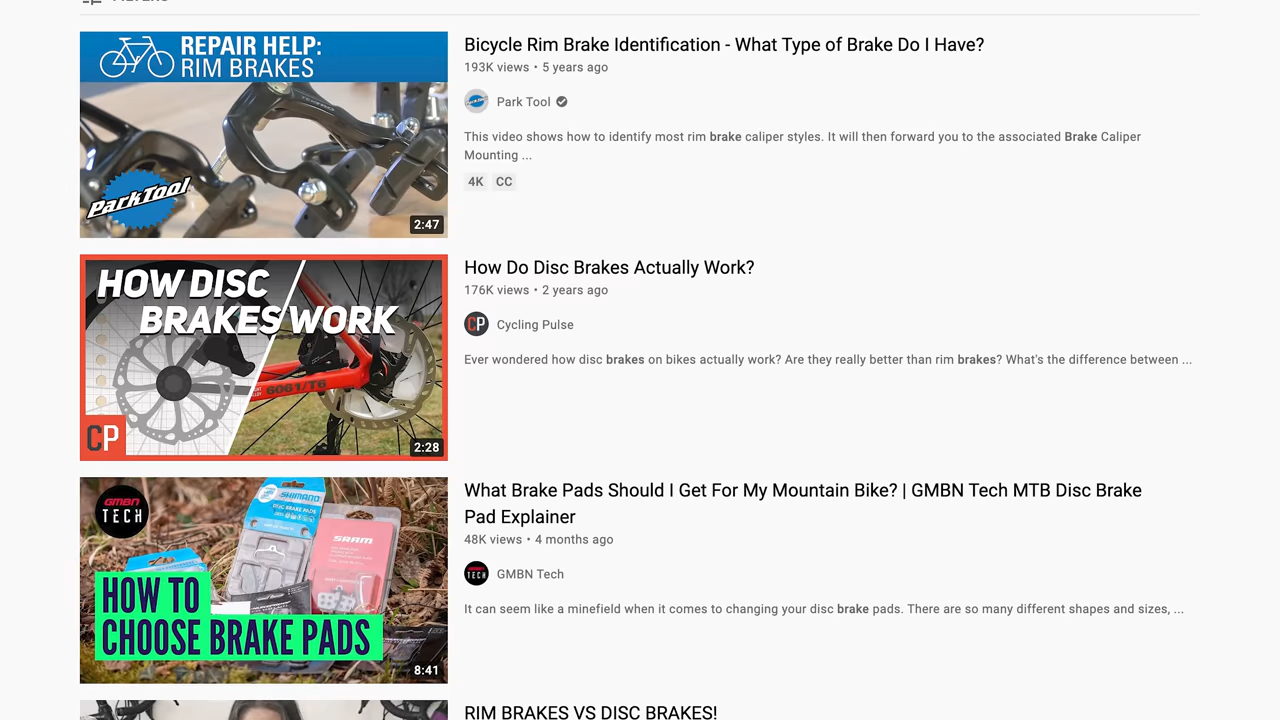 REPAIR HELP:
RIM BRAKES
ParkTool
2:47
Bicycle Rim Brake Identification - What Type of Brake Do I Have?
193K views • 5 years ago
Park Tool
This video shows how to identify most rim brake caliper styles. It will then forward you to the associated Brake Caliper
Mounting ...
4K CC
HOW DISC
BRAKES WORK
6061/T6
CP
2:28
How Do Disc Brakes Actually Work?
176K views • 2 years ago
CP Cycling Pulse
Ever wondered how disc brakes on bikes actually work? Are they really better than rim brakes? What's the difference between ...
GMBN
TECH
SHIMANO
DISC BRAKE PADS
SRAM
HOW TO
CHOOSE BRAKE PADS
8:41
What Brake Pads Should I Get For My Mountain Bike? | GMBN Tech MTB Disc Brake
Pad Explainer
48K views • 4 months ago
GMBN Tech
It can seem like a minefield when it comes to changing your disc brake pads. There are so many different shapes and sizes, ...
RIM BRAKES VS DISC BRAKES!